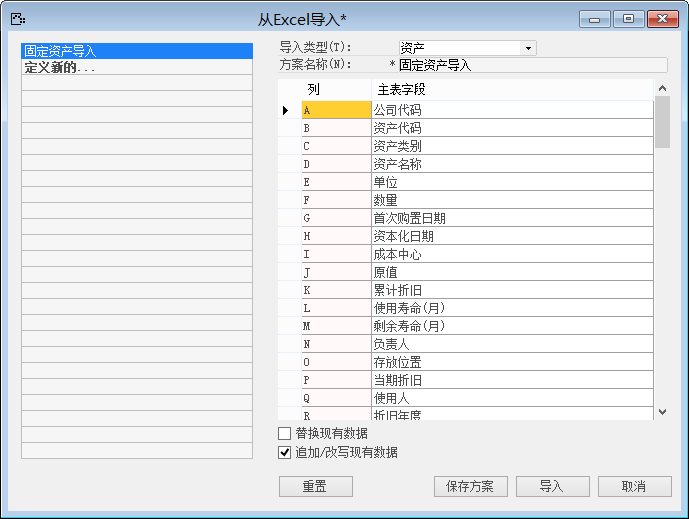 从Excel导入*
固定资产导入
定义新的...
导入类型(T): 资产
方案名称(N): * 固定资产导入
列 主表字段
A 公司代码
B 资产代码
C 资产类别
D 资产名称
E 单位
F 数量
G 首次购置日期
H 资本化日期
I 成本中心
J 原值
K 累计折旧
L 使用寿命(月)
M 剩余寿命(月)
N 负责人
O 存放位置
P 当期折旧
Q 使用人
R 折旧年度
替换现有数据
追加/改写现有数据
重置 保存方案 导入 取消